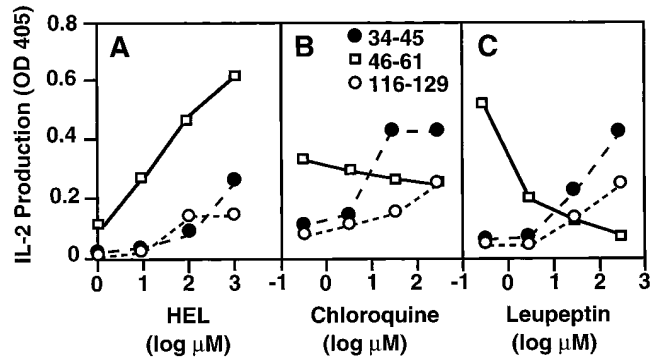 IL-2 Production (OD 405)
0.8
0.6
0.4
0.2
0
A
B
C
34-45
46-61
116-129
0 1 2 3 -1 0 1 2 3 -1 0 1 2 3
HEL Chloroquine Leupeptin
(log μM) (log μM) (log μM)